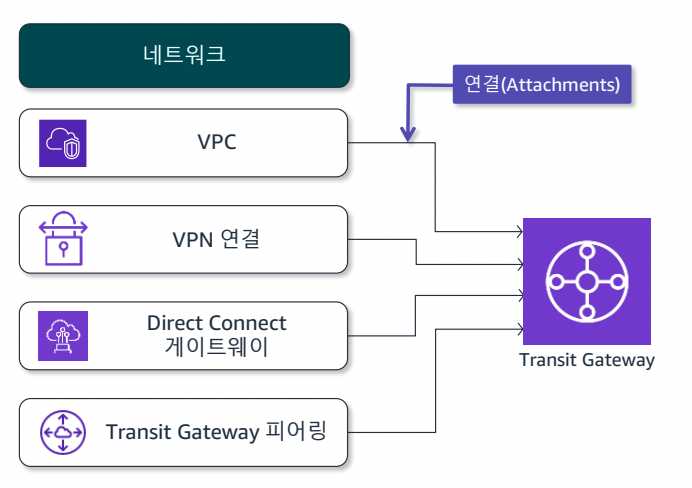 네트워크
연결(Attachments)
VPC
VPN 연결
Direct Connect
게이트웨이
Transit Gateway
Transit Gateway 피어링